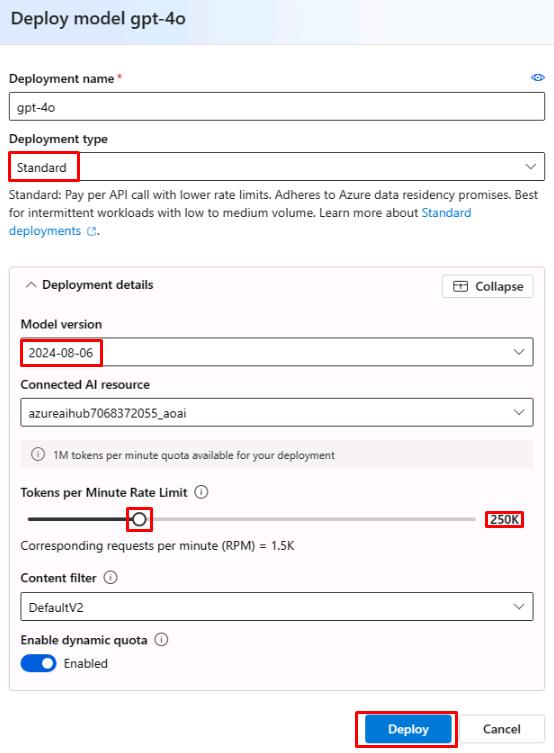 Deploy model gpt-4o
Deployment name *
gpt-4o
Deployment type
Standard
Standard: Pay per API call with lower rate limits. Adheres to Azure data residency promises. Best
for intermittent workloads with low to medium volume. Learn more about Standard
deployments.
Deployment details
Collapse
Model version
2024-08-06
Connected AI resource
azureaihub7068372055_aoai
1M tokens per minute quota available for your deployment
Tokens per Minute Rate Limit
250K
Corresponding requests per minute (RPM) = 1.5K
Content filter
DefaultV2
Enable dynamic quota
Enabled
Deploy
Cancel